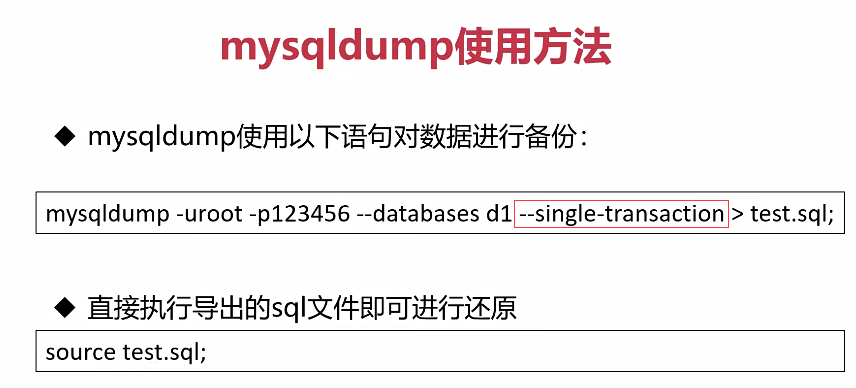 mysqldump使用方法
◆ mysqldump使用以下语句对数据进行备份：
mysqldump -uroot -p123456 --databases d1 --single-transaction > test.sql;
◆ 直接执行导出的sql文件即可进行还原
source test.sql;